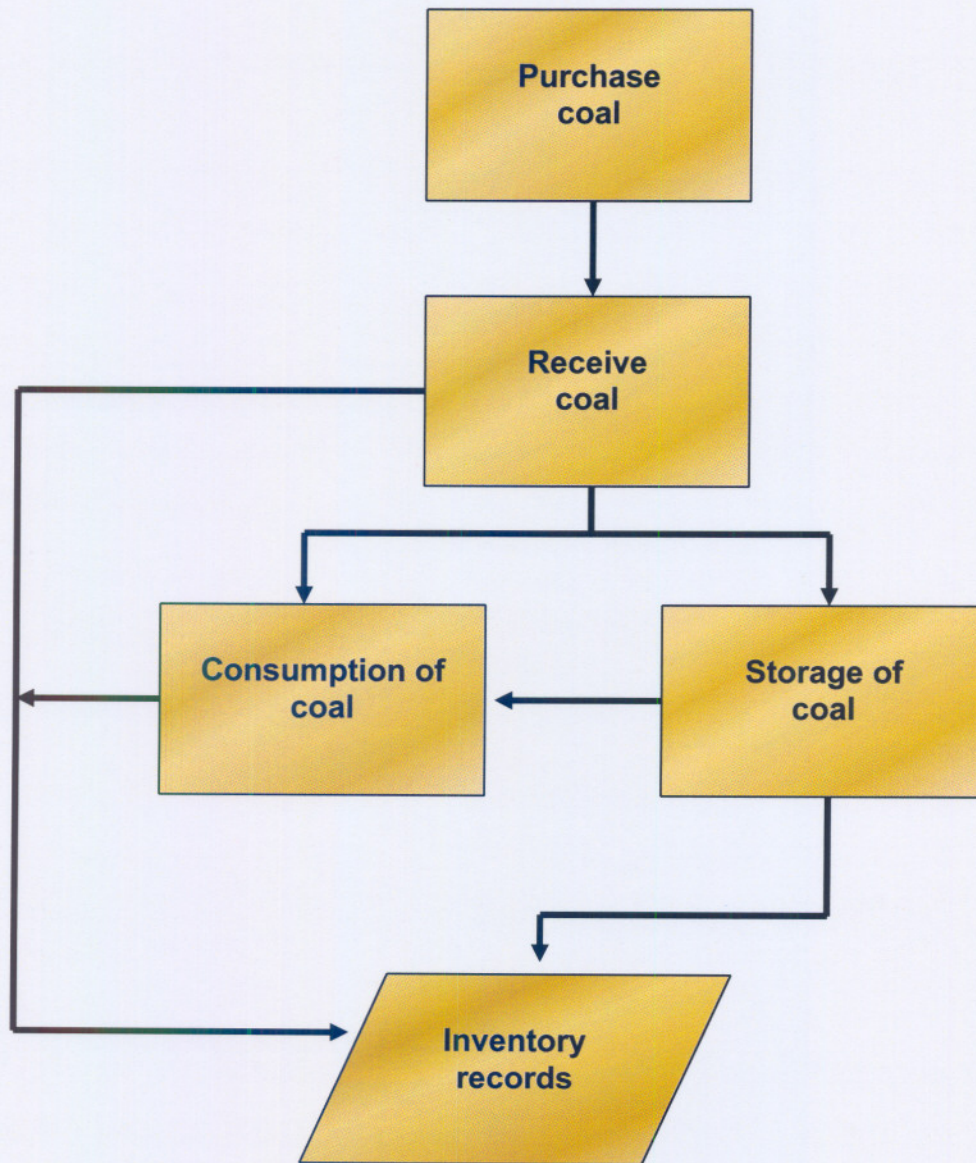 Purchase
coal
Receive
coal
Consumption of
coal
Storage of
coal
Inventory
records